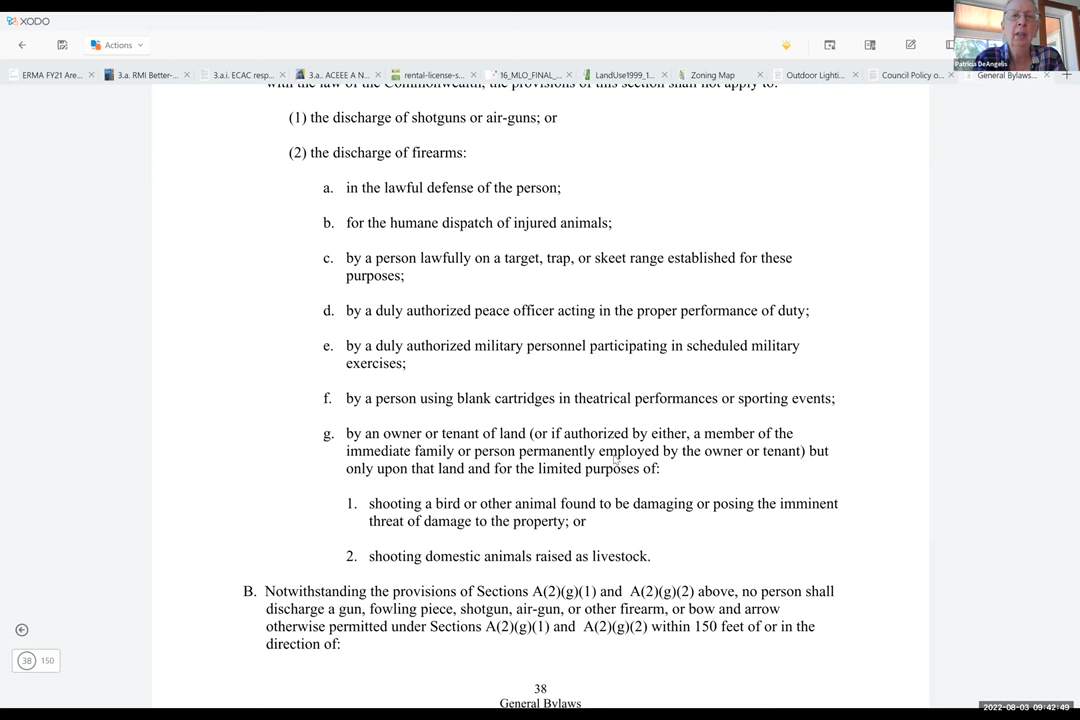 XODO
Actions
ERMA FY21 Are...
3.a. RMI Better-...
3.a.i. ECAC resp...
3.a.. ACEEE A N...
rental-license-s...
16_MLO_FINAL_...
LandUse1999_1...
Zoning Map
Outdoor Lighti...
Council Policy o...
General Bylaws...
Patricia DeAngelis
with the law of the Commonwealth, the provisions of this section shall not apply to:
(1) the discharge of shotguns or air-guns; or
(2) the discharge of firearms:
a. in the lawful defense of the person;
b. for the humane dispatch of injured animals;
c. by a person lawfully on a target, trap, or skeet range established for these
purposes;
d. by a duly authorized peace officer acting in the proper performance of duty;
e. by a duly authorized military personnel participating in scheduled military
exercises;
f. by a person using blank cartridges in theatrical performances or sporting events;
g. by an owner or tenant of land (or if authorized by either, a member of the
immediate family or person permanently employed by the owner or tenant) but
only upon that land and for the limited purposes of:
1. shooting a bird or other animal found to be damaging or posing the imminent
threat of damage to the property; or
2. shooting domestic animals raised as livestock.
B. Notwithstanding the provisions of Sections A(2)(g)(1) and A(2)(g)(2) above, no person shall
discharge a gun, fowling piece, shotgun, air-gun, or other firearm, or bow and arrow
otherwise permitted under Sections A(2)(g)(1) and A(2)(g)(2) within 150 feet of or in the
direction of:
38 150
38
General Bylaws
2022-08-03 09:42:49